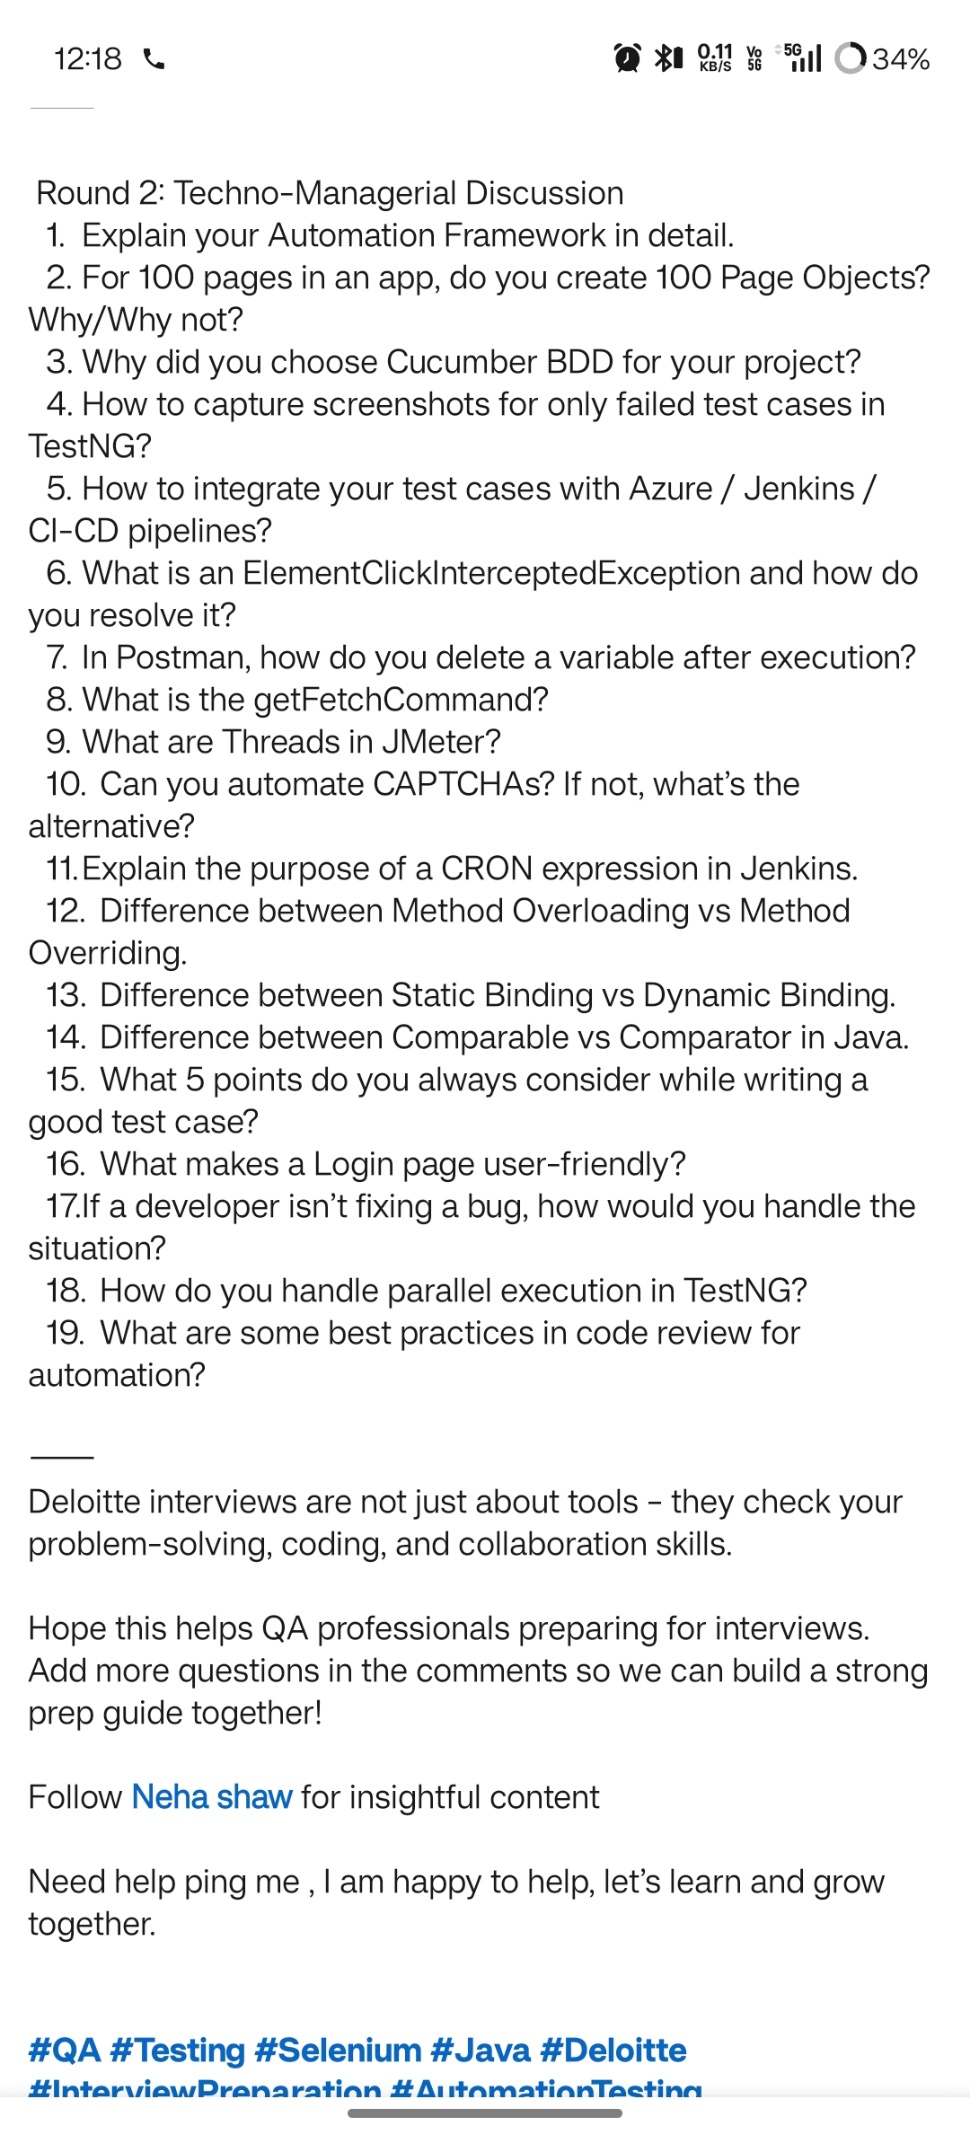 12:18
0.11 KB/S Vo 5G 5G 34%
Round 2: Techno-Managerial Discussion
1. Explain your Automation Framework in detail.
2. For 100 pages in an app, do you create 100 Page Objects?
Why/Why not?
3. Why did you choose Cucumber BDD for your project?
4. How to capture screenshots for only failed test cases in
TestNG?
5. How to integrate your test cases with Azure / Jenkins /
CI-CD pipelines?
6. What is an ElementClickInterceptedException and how do
you resolve it?
7. In Postman, how do you delete a variable after execution?
8. What is the getFetchCommand?
9. What are Threads in JMeter?
10. Can you automate CAPTCHAs? If not, what’s the
alternative?
11.Explain the purpose of a CRON expression in Jenkins.
12. Difference between Method Overloading vs Method
Overriding.
13. Difference between Static Binding vs Dynamic Binding.
14. Difference between Comparable vs Comparator in Java.
15. What 5 points do you always consider while writing a
good test case?
16. What makes a Login page user-friendly?
17.If a developer isn’t fixing a bug, how would you handle the
situation?
18. How do you handle parallel execution in TestNG?
19. What are some best practices in code review for
automation?
Deloitte interviews are not just about tools – they check your
problem-solving, coding, and collaboration skills.
Hope this helps QA professionals preparing for interviews.
Add more questions in the comments so we can build a strong
prep guide together!
Follow Neha shaw for insightful content
Need help ping me , I am happy to help, let’s learn and grow
together.
#QA #Testing #Selenium #Java #Deloitte
#InterviewPreparation #AutomationTesting